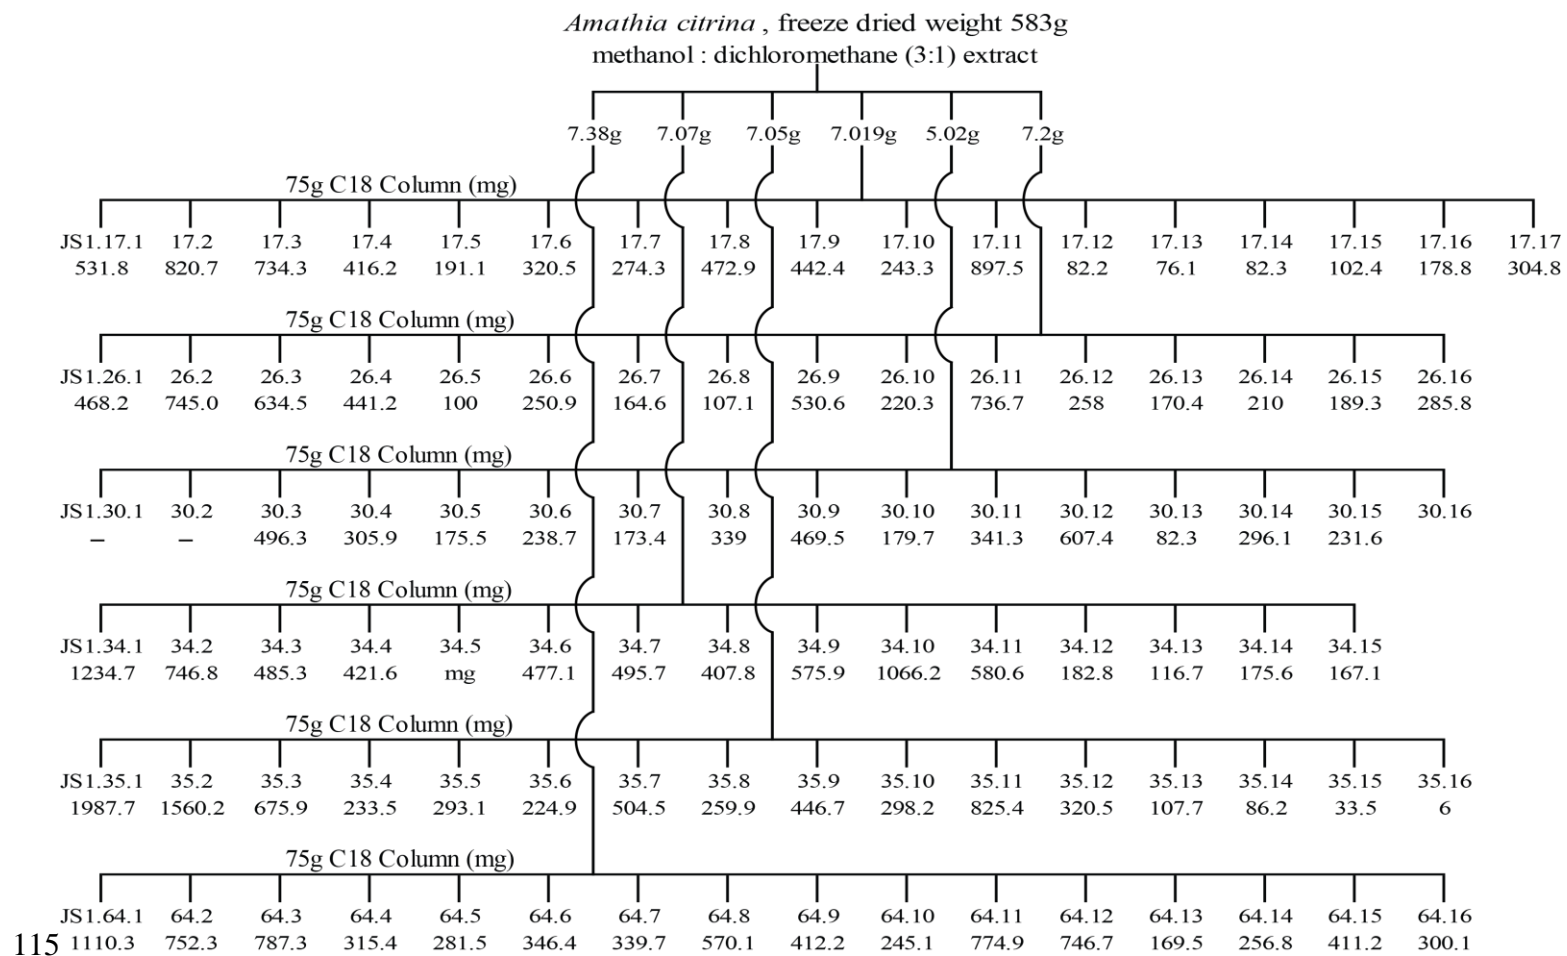 Amathia citrina , freeze dried weight 583g
methanol : dichloromethane (3:1) extract
7.38g 7.07g 7.05g 7.019g 5.02g 7.2g
75g C18 Column (mg)
JS1.17.1 17.2 17.3 17.4 17.5 17.6 17.7 17.8 17.9 17.10 17.11 17.12 17.13 17.14 17.15 17.16 17.17
531.8 820.7 734.3 416.2 191.1 320.5 274.3 472.9 442.4 243.3 897.5 82.2 76.1 82.3 102.4 178.8 304.8
75g C18 Column (mg)
JS1.26.1 26.2 26.3 26.4 26.5 26.6 26.7 26.8 26.9 26.10 26.11 26.12 26.13 26.14 26.15 26.16
468.2 745.0 634.5 441.2 100 250.9 164.6 107.1 530.6 220.3 736.7 258 170.4 210 189.3 285.8
75g C18 Column (mg)
JS1.30.1 30.2 30.3 30.4 30.5 30.6 30.7 30.8 30.9 30.10 30.11 30.12 30.13 30.14 30.15 30.16
– – 496.3 305.9 175.5 238.7 173.4 339 469.5 179.7 341.3 607.4 82.3 296.1 231.6
75g C18 Column (mg)
JS1.34.1 34.2 34.3 34.4 34.5 34.6 34.7 34.8 34.9 34.10 34.11 34.12 34.13 34.14 34.15
1234.7 746.8 485.3 421.6 mg 477.1 495.7 407.8 575.9 1066.2 580.6 182.8 116.7 175.6 167.1
75g C18 Column (mg)
JS1.35.1 35.2 35.3 35.4 35.5 35.6 35.7 35.8 35.9 35.10 35.11 35.12 35.13 35.14 35.15 35.16
1987.7 1560.2 675.9 233.5 293.1 224.9 504.5 259.9 446.7 298.2 825.4 320.5 107.7 86.2 33.5 6
75g C18 Column (mg)
JS1.64.1 64.2 64.3 64.4 64.5 64.6 64.7 64.8 64.9 64.10 64.11 64.12 64.13 64.14 64.15 64.16
115 1110.3 752.3 787.3 315.4 281.5 346.4 339.7 570.1 412.2 245.1 774.9 746.7 169.5 256.8 411.2 300.1